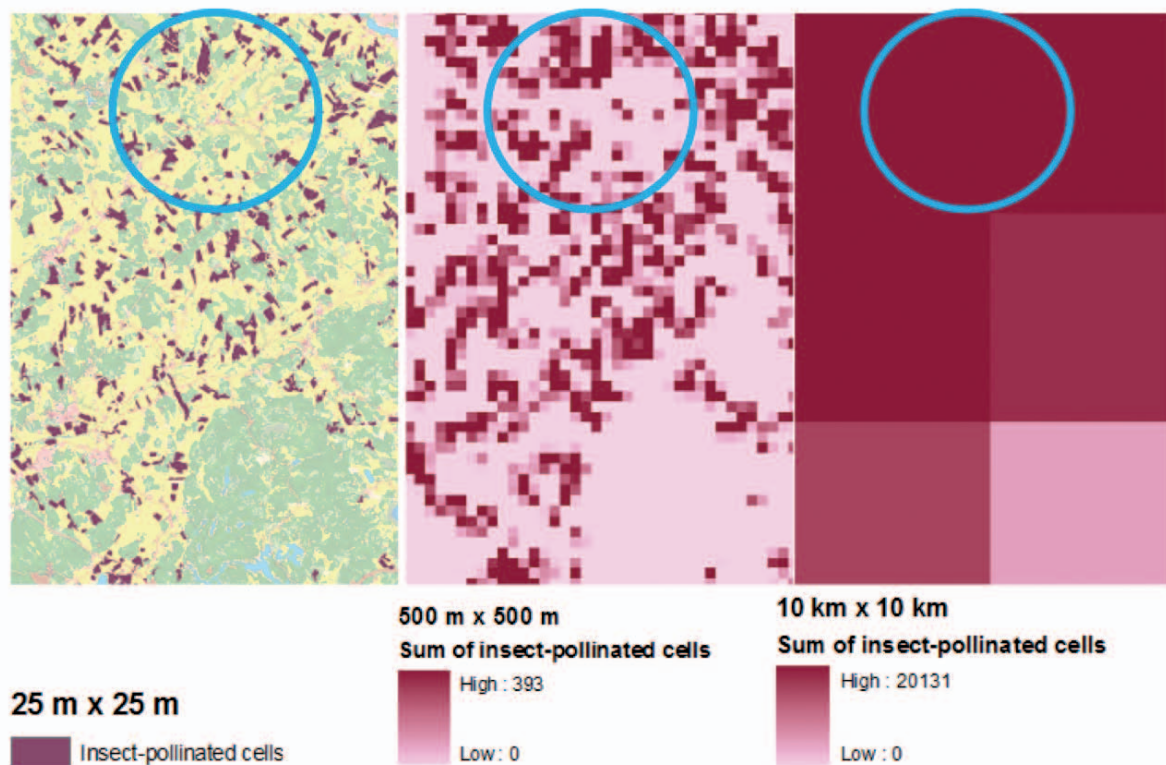 25 m x 25 m
Insect-pollinated cells
500 m x 500 m
Sum of insect-pollinated cells
High : 393
Low : 0
10 km x 10 km
Sum of insect-pollinated cells
High : 20131
Low : 0